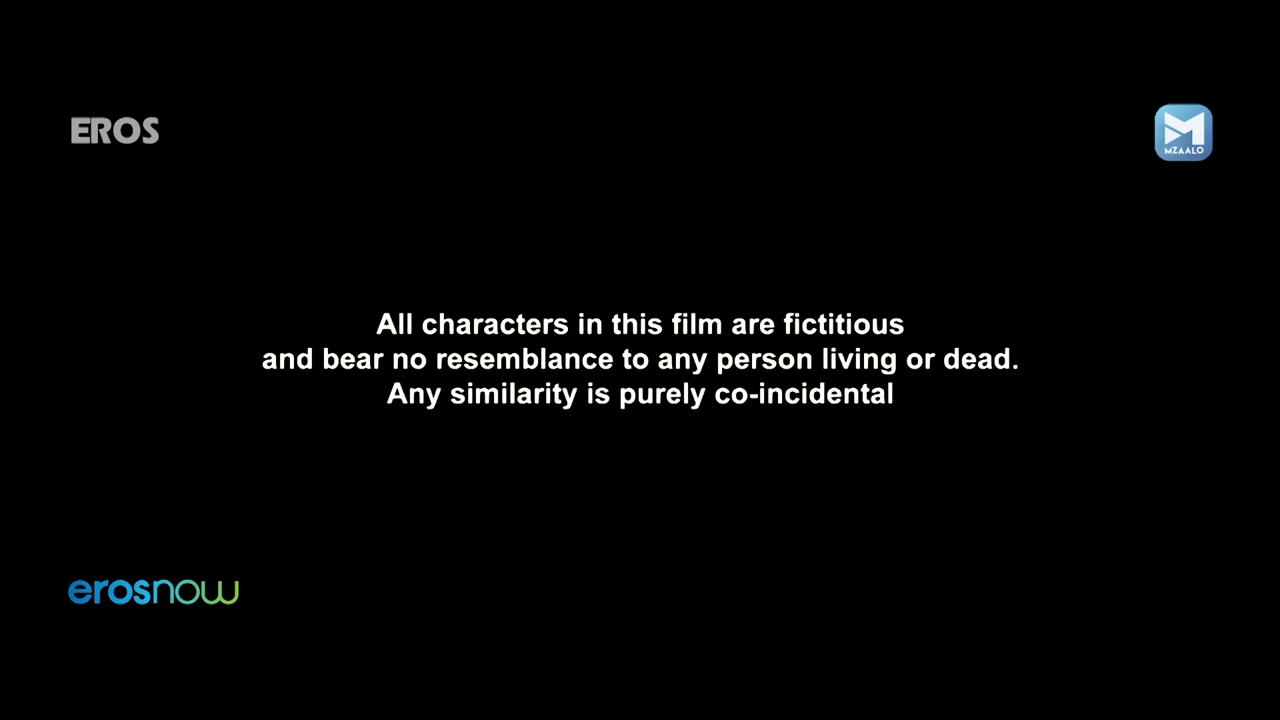 EROS
MZAALO
All characters in this film are fictitious
and bear no resemblance to any person living or dead.
Any similarity is purely co-incidental
erosnow